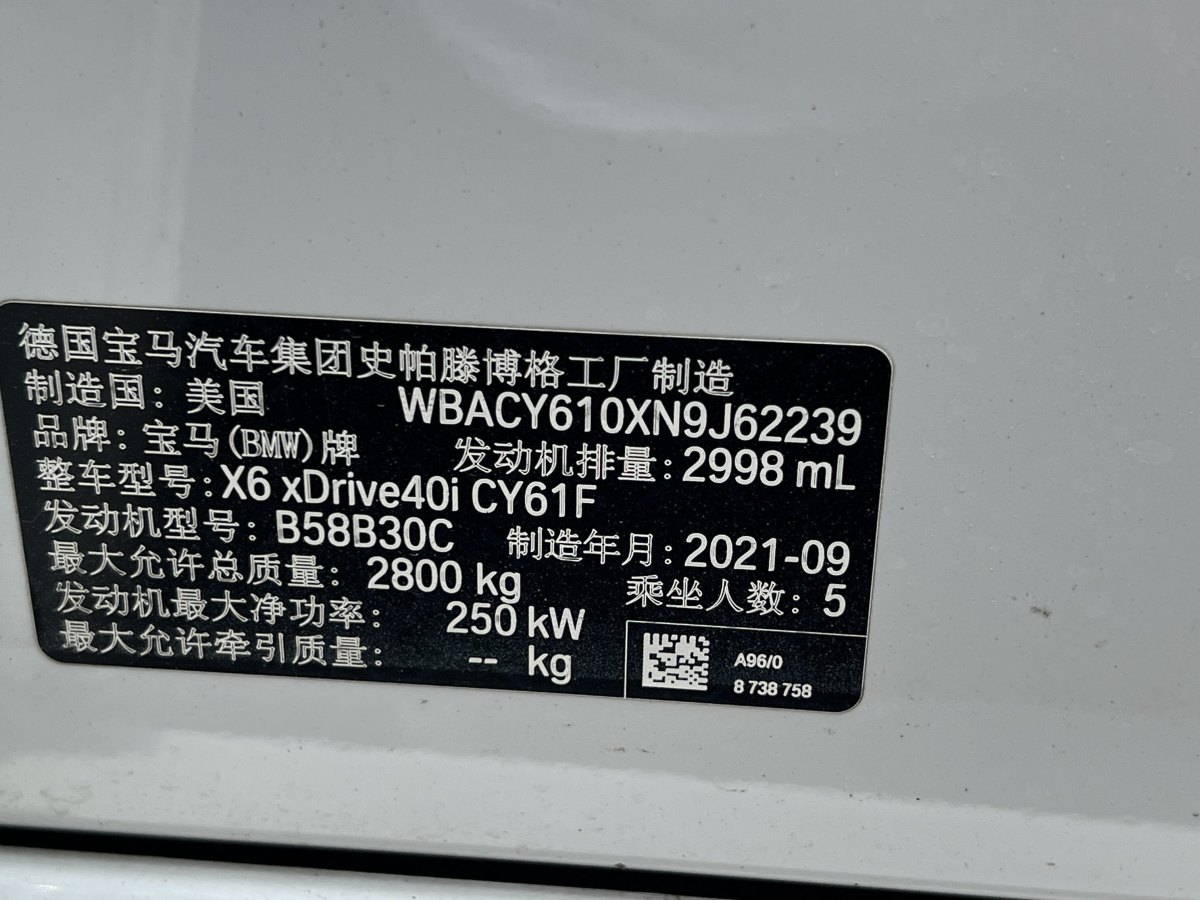 德国宝马汽车集团史帕滕博格工厂制造
制造国：美国 WBACY610XN9J62239
品牌：宝马(BMW)牌 发动机排量：2998 mL
整车型号：X6 xDrive40i CY61F
发动机型号：B58B30C 制造年月：2021-09
最大允许总质量：2800 kg 乘坐人数：5
发动机最大净功率：250 kW
最大允许牵引质量：-- kg
A96/0
8 738 758